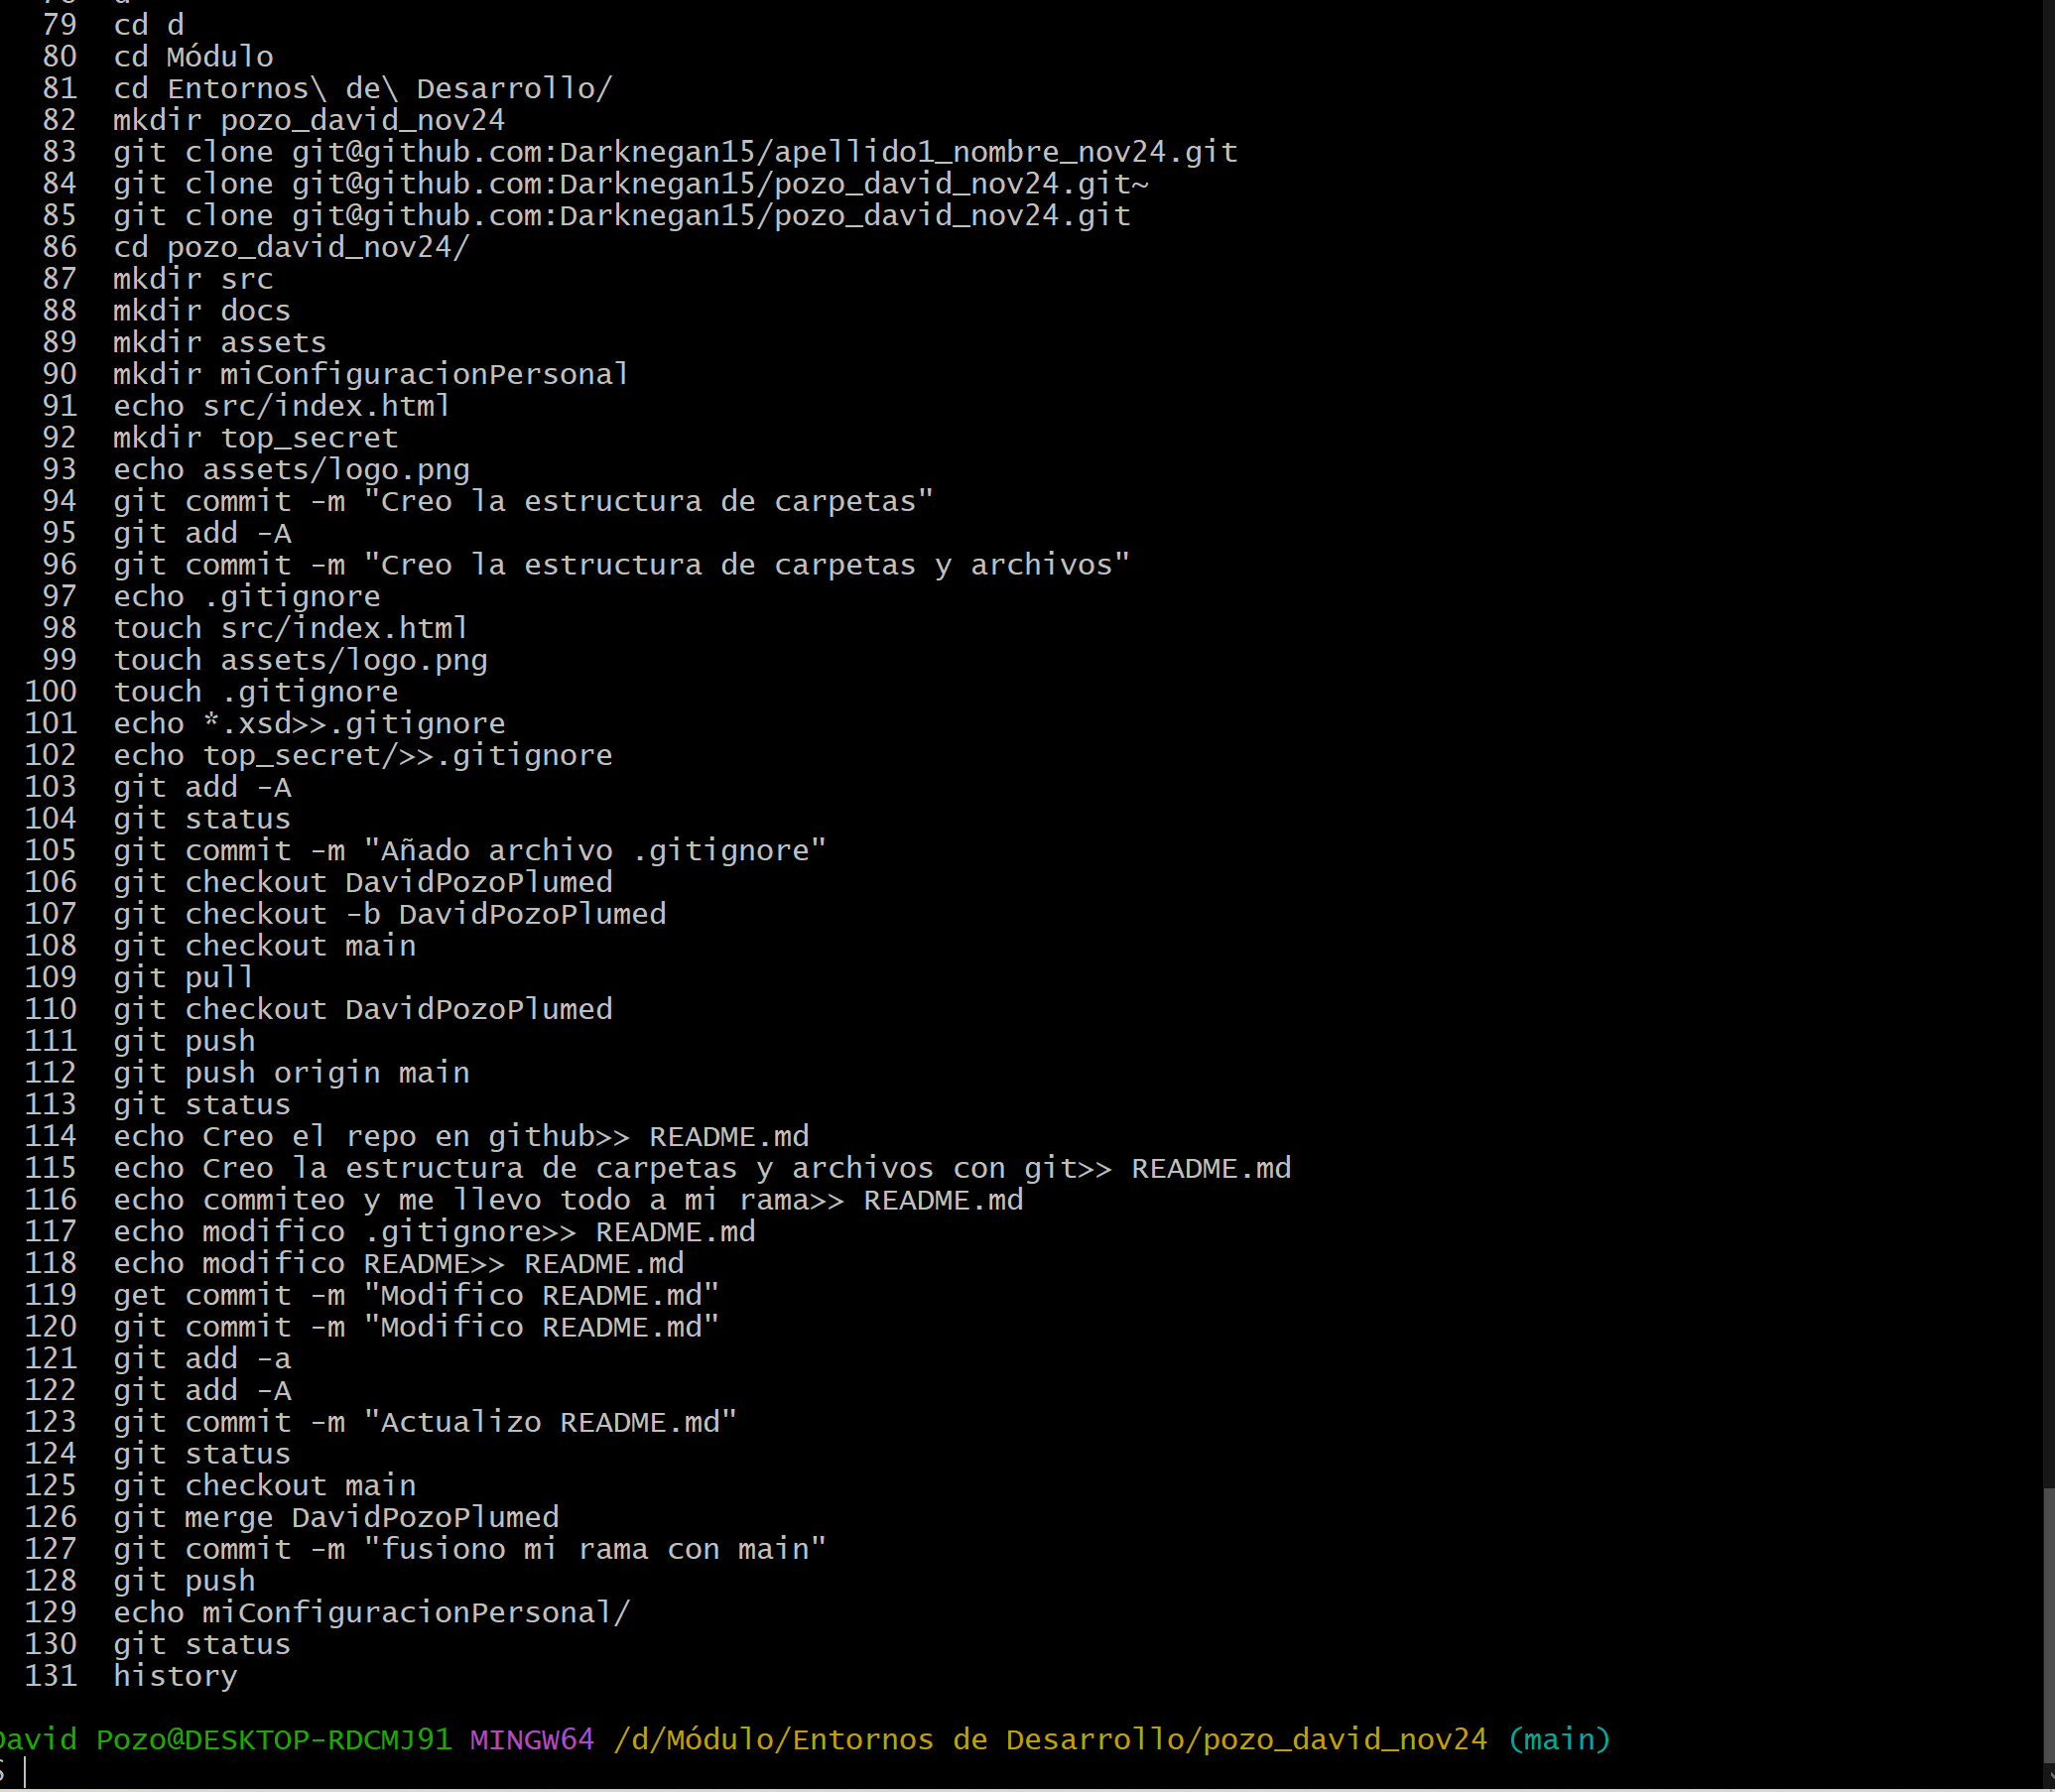 79 cd d
80 cd Módulo
81 cd Entornos\ de\ Desarrollo/
82 mkdir pozo_david_nov24
83 git clone git@github.com:Darknegan15/apellido1_nombre_nov24.git
84 git clone git@github.com:Darknegan15/pozo_david_nov24.git~
85 git clone git@github.com:Darknegan15/pozo_david_nov24.git
86 cd pozo_david_nov24/
87 mkdir src
88 mkdir docs
89 mkdir assets
90 mkdir miConfiguracionPersonal
91 echo src/index.html
92 mkdir top_secret
93 echo assets/logo.png
94 git commit -m "Creo la estructura de carpetas"
95 git add -A
96 git commit -m "Creo la estructura de carpetas y archivos"
97 echo .gitignore
98 touch src/index.html
99 touch assets/logo.png
100 touch .gitignore
101 echo *.xsd>>.gitignore
102 echo top_secret/>>.gitignore
103 git add -A
104 git status
105 git commit -m "Añado archivo .gitignore"
106 git checkout DavidPozoPlumed
107 git checkout -b DavidPozoPlumed
108 git checkout main
109 git pull
110 git checkout DavidPozoPlumed
111 git push
112 git push origin main
113 git status
114 echo Creo el repo en github>> README.md
115 echo Creo la estructura de carpetas y archivos con git>> README.md
116 echo commiteo y me llevo todo a mi rama>> README.md
117 echo modifico .gitignore>> README.md
118 echo modifico README>> README.md
119 get commit -m "Modifico README.md"
120 git commit -m "Modifico README.md"
121 git add -a
122 git add -A
123 git commit -m "Actualizo README.md"
124 git status
125 git checkout main
126 git merge DavidPozoPlumed
127 git commit -m "fusiono mi rama con main"
128 git push
129 echo miConfiguracionPersonal/
130 git status
131 history
David Pozo@DESKTOP-RDCMJ91 MINGW64 /d/Módulo/Entornos de Desarrollo/pozo_david_nov24 (main)
$